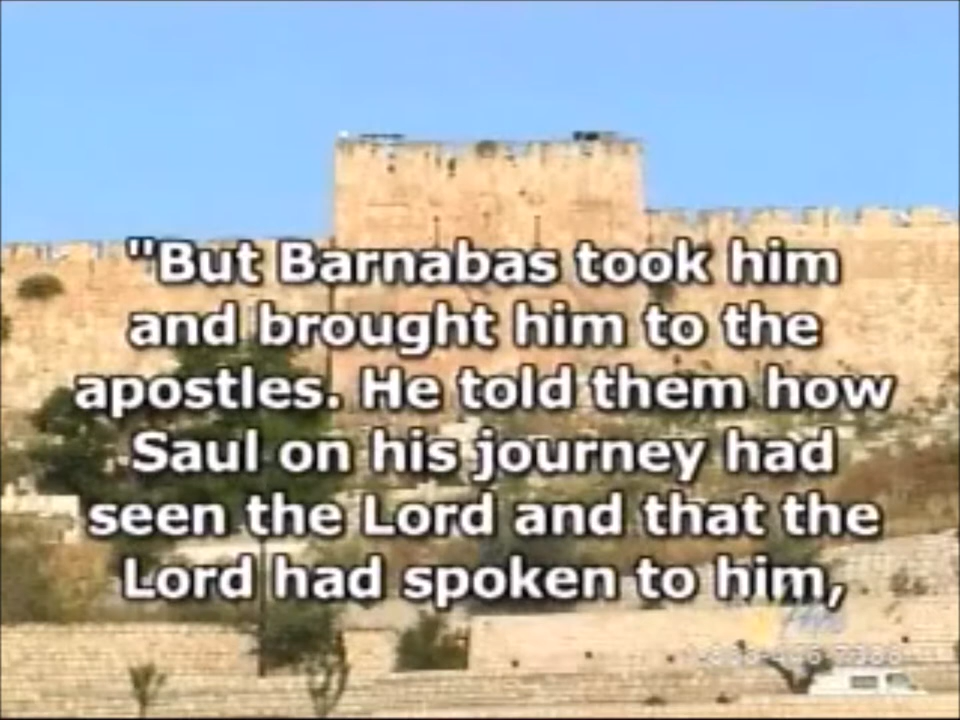 "But Barnabas took him
and brought him to the
apostles. He told them how
Saul on his journey had
seen the Lord and that the
Lord had spoken to him,